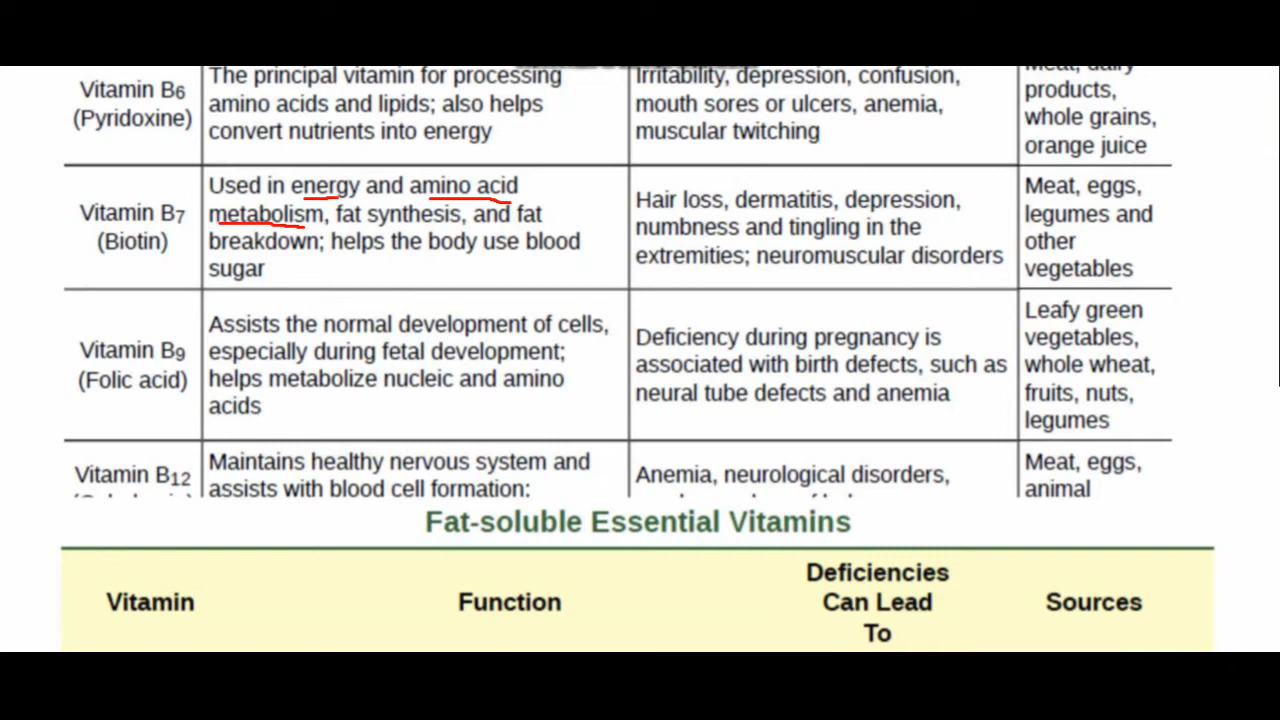 Vitamin B6
(Pyridoxine)
The principal vitamin for processing
amino acids and lipids; also helps
convert nutrients into energy
Irritability, depression, confusion,
mouth sores or ulcers, anemia,
muscular twitching
Meat, dairy
products,
whole grains,
orange juice
Vitamin B7
(Biotin)
Used in energy and amino acid
metabolism, fat synthesis, and fat
breakdown; helps the body use blood
sugar
Hair loss, dermatitis, depression,
numbness and tingling in the
extremities; neuromuscular disorders
Meat, eggs,
legumes and
other
vegetables
Vitamin B9
(Folic acid)
Assists the normal development of cells,
especially during fetal development;
helps metabolize nucleic and amino
acids
Deficiency during pregnancy is
associated with birth defects, such as
neural tube defects and anemia
Leafy green
vegetables,
whole wheat,
fruits, nuts,
legumes
Vitamin B12
Maintains healthy nervous system and
assists with blood cell formation;
Anemia, neurological disorders,
Meat, eggs,
animal
Fat-soluble Essential Vitamins
Vitamin
Function
Deficiencies
Can Lead
To
Sources